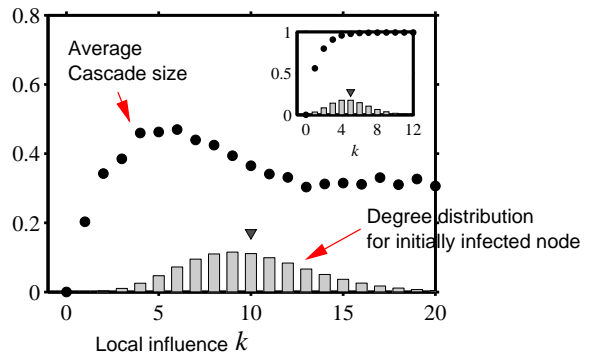 0.8
0.6
0.4
0.2
0
Average
Cascade size
1
0.5
0
0 4 8 12
k
Degree distribution
for initially infected node
0 5 10 15 20
Local influence k